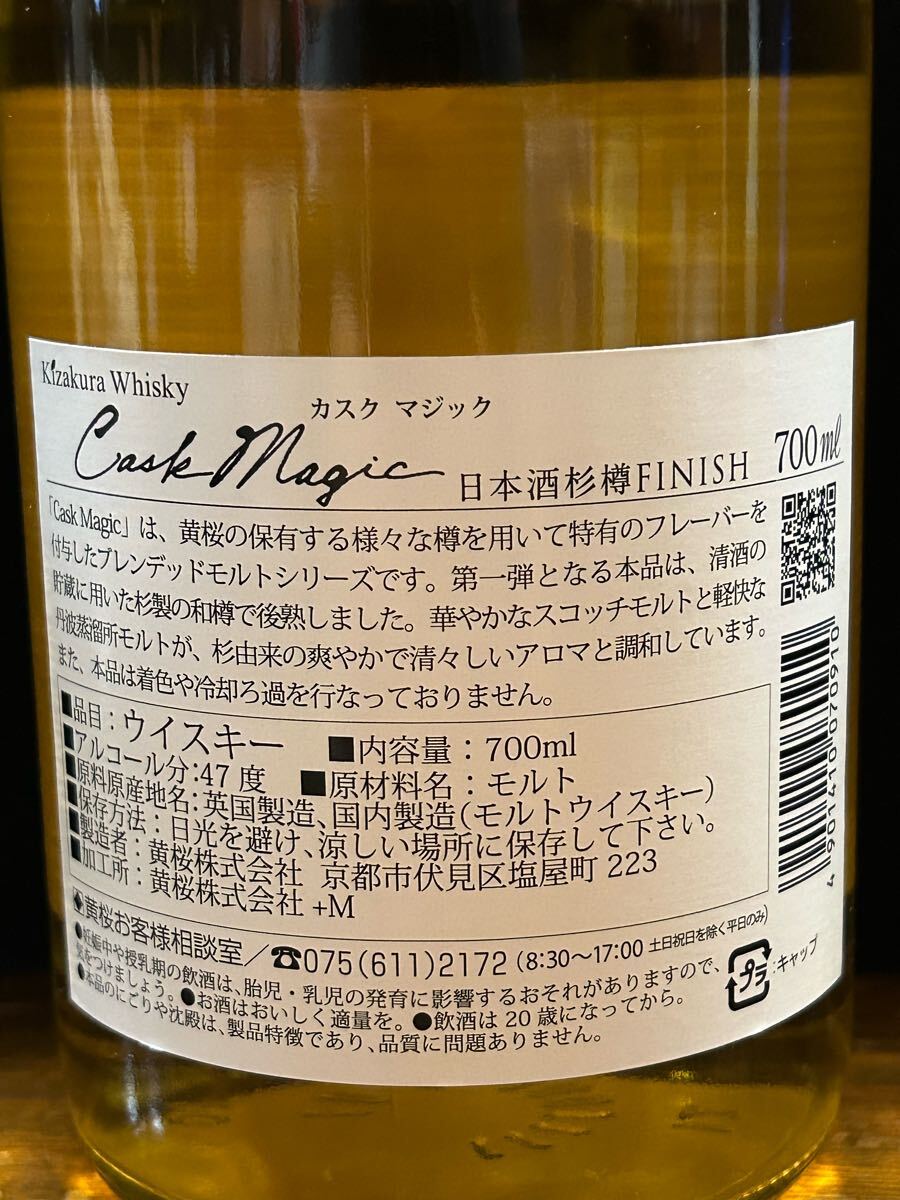 Kizakura Whisky
カスク マジック
Cask Magic 日本酒杉樽FINISH 700ml
「Cask Magic」は、黄桜の保有する様々な樽を用いて特有のフレーバーを
付与したブレンデッドモルトシリーズです。第一弾となる本品は、清酒の
貯蔵に用いた杉製の和樽で後熟しました。華やかなスコッチモルトと軽快な
丹波蒸溜所モルトが、杉由来の爽やかで清々しいアロマと調和しています。
また、本品は着色や冷却ろ過を行なっておりません。
■品目：ウイスキー ■内容量：700ml
■アルコール分：47度 ■原材料名：モルト
■原料原産地名：英国製造、国内製造（モルトウイスキー）
■保存方法：日光を避け、涼しい場所に保存して下さい。
■製造者：黄桜株式会社 京都市伏見区塩屋町 223
■加工所：黄桜株式会社 +M
黄桜お客様相談室／☎075(611)2172（8:30〜17:00 土日祝日を除く平日のみ）
●妊娠中や授乳期の飲酒は、胎児・乳児の発育に影響するおそれがありますので、
気をつけましょう。●お酒はおいしく適量を。●飲酒は20歳になってから。
●本品のにごりや沈殿は、製品特徴であり、品質に問題ありません。
プラ :キャップ
4 901410 070910